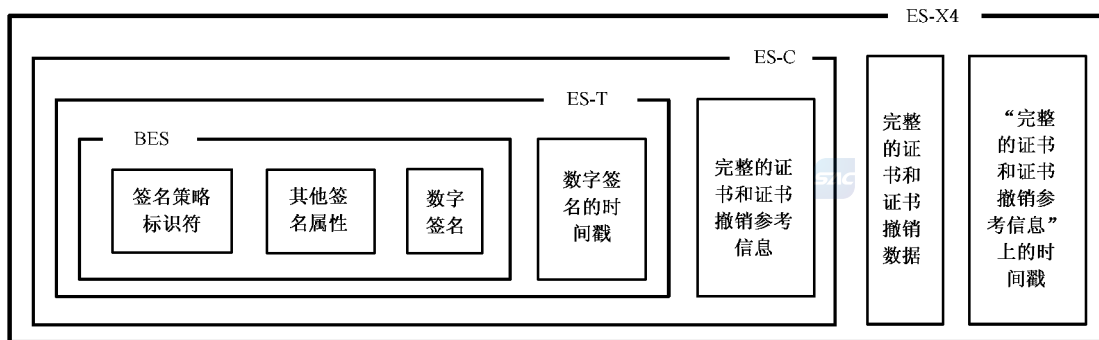 ES-X4
ES-C
ES-T
BES
签名策略
标识符
其他签
名属性
数字
签名
数字签
名的时
间戳
完整的证
书和证书
撤销参考
信息
完整
的证
书和
证书
撤销
数据
“完整
的证书
和证书
撤销参
考信息”
上的时
间戳
SAC